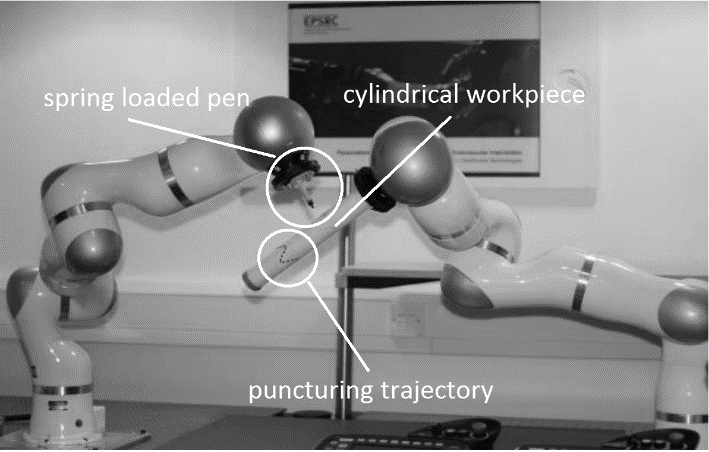 EPSRC
spring loaded pen
cylindrical workpiece
puncturing trajectory